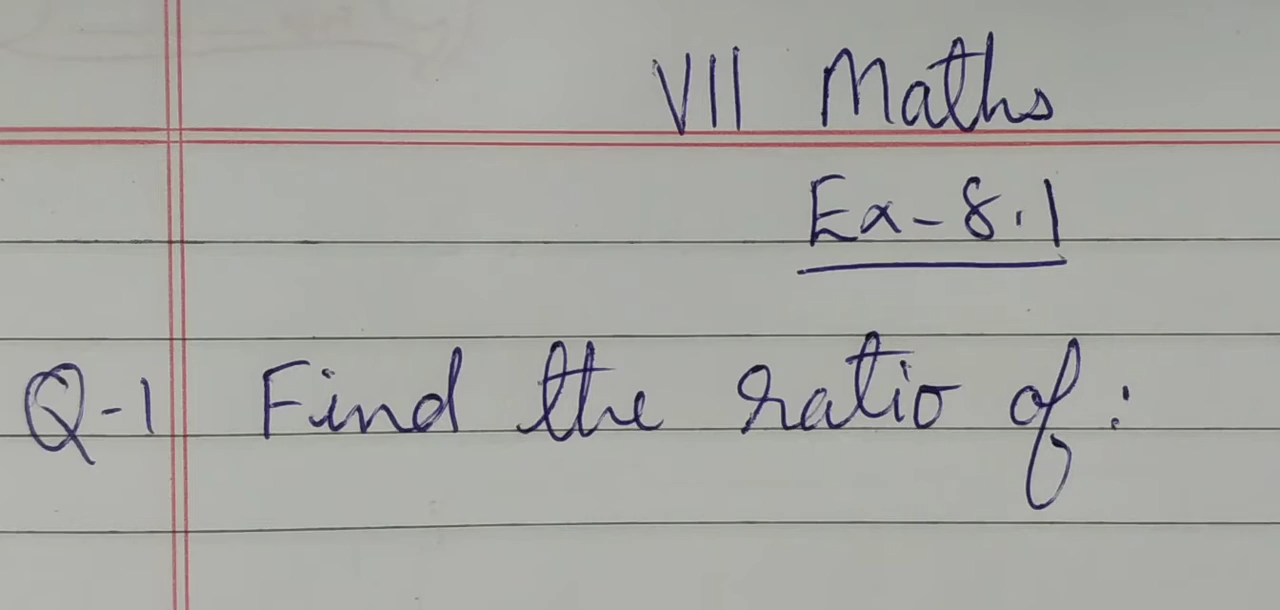 VII Maths
Ex-8.1
Q-1 Find the ratio of: